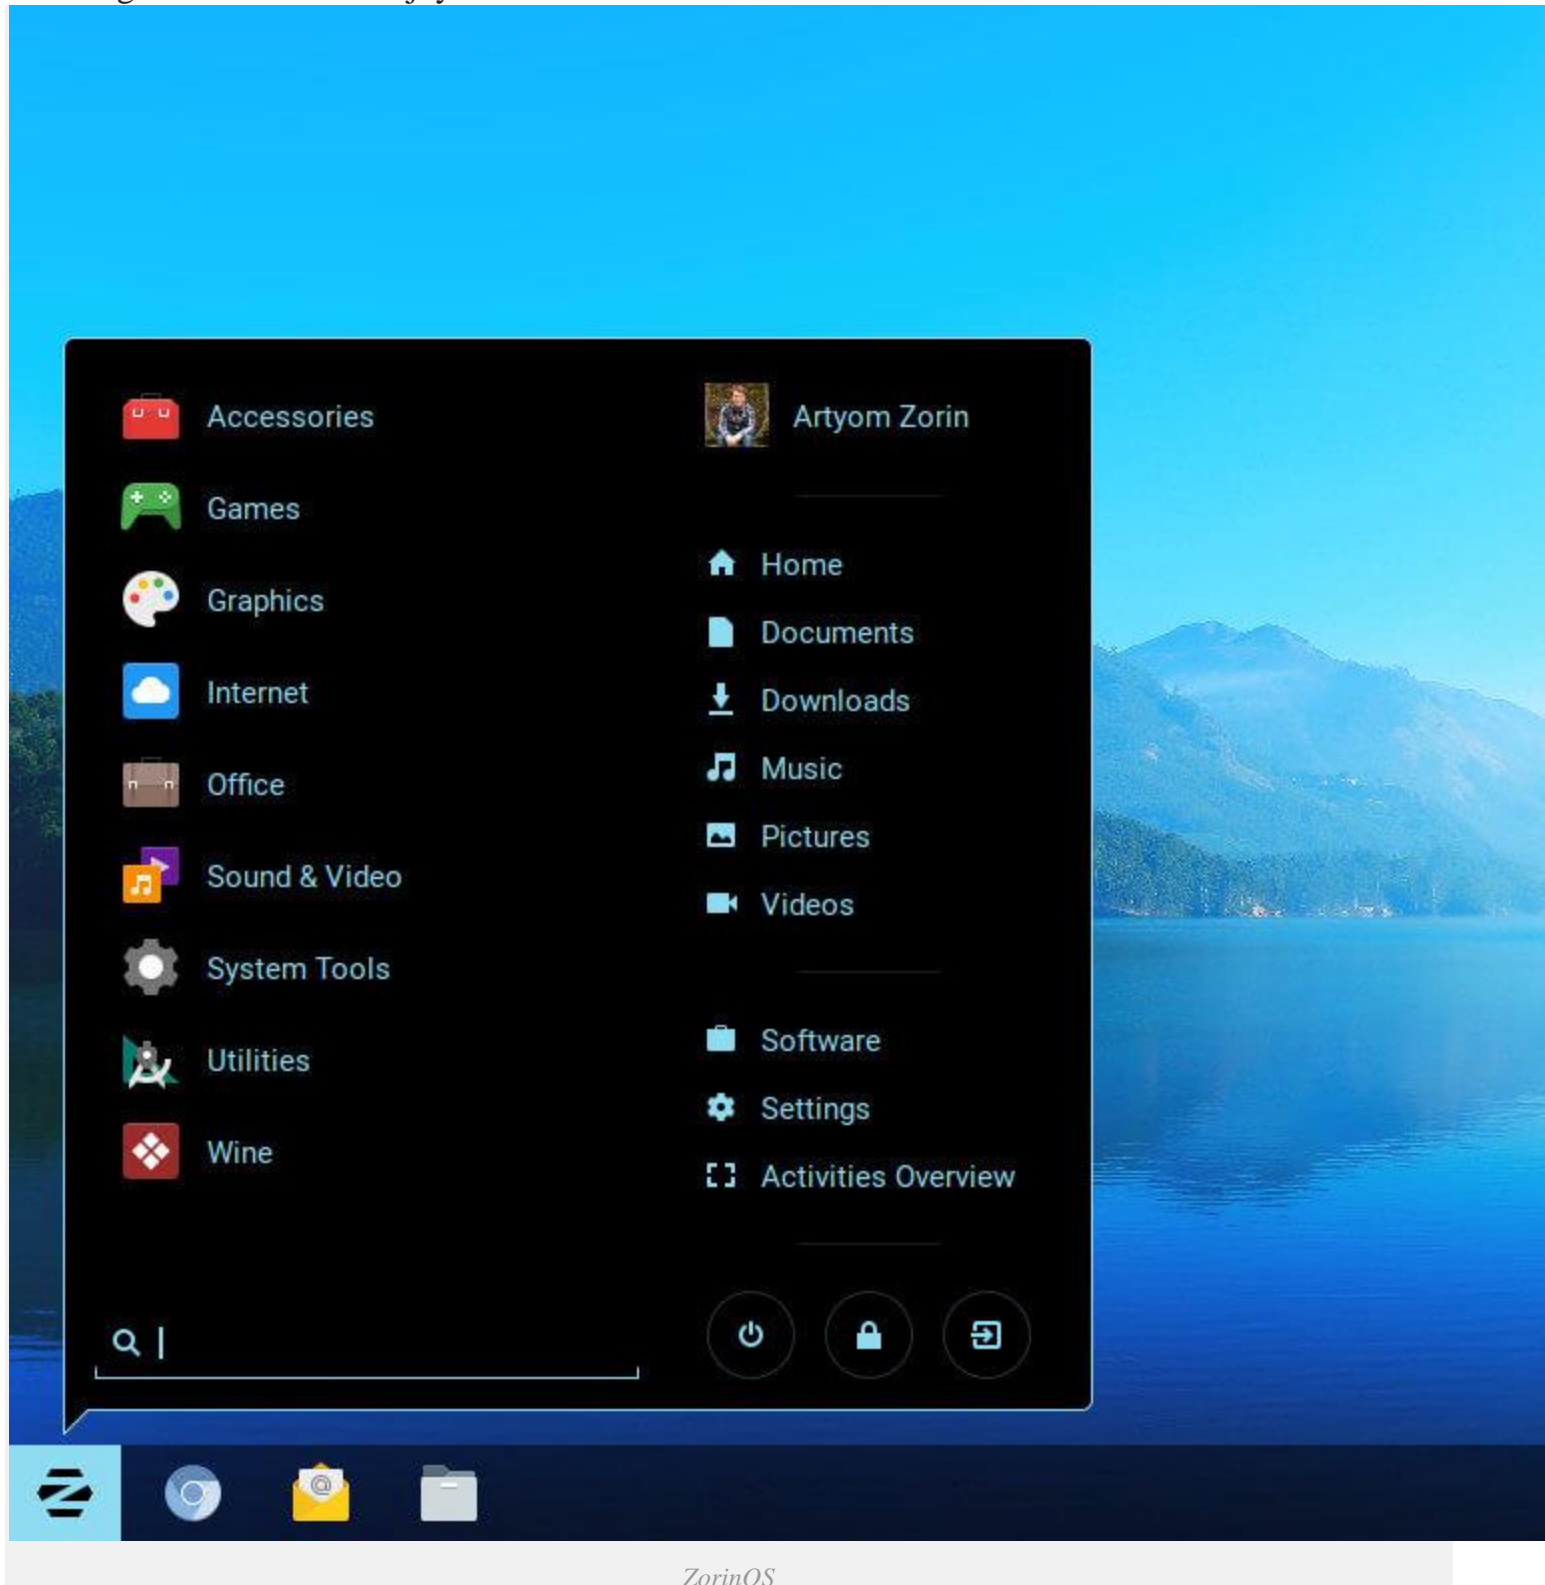 Accessories
Games
Graphics
Internet
Office
Sound & Video
System Tools
Utilities
Wine
Artyom Zorin
Home
Documents
Downloads
Music
Pictures
Videos
Software
Settings
Activities Overview
ZorinOS